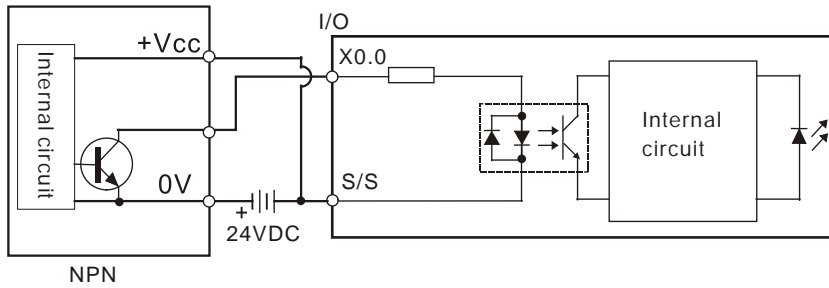 I/O
+Vcc
X0.0
Internal circuit
Internal
circuit
0V
S/S
+
24VDC
NPN